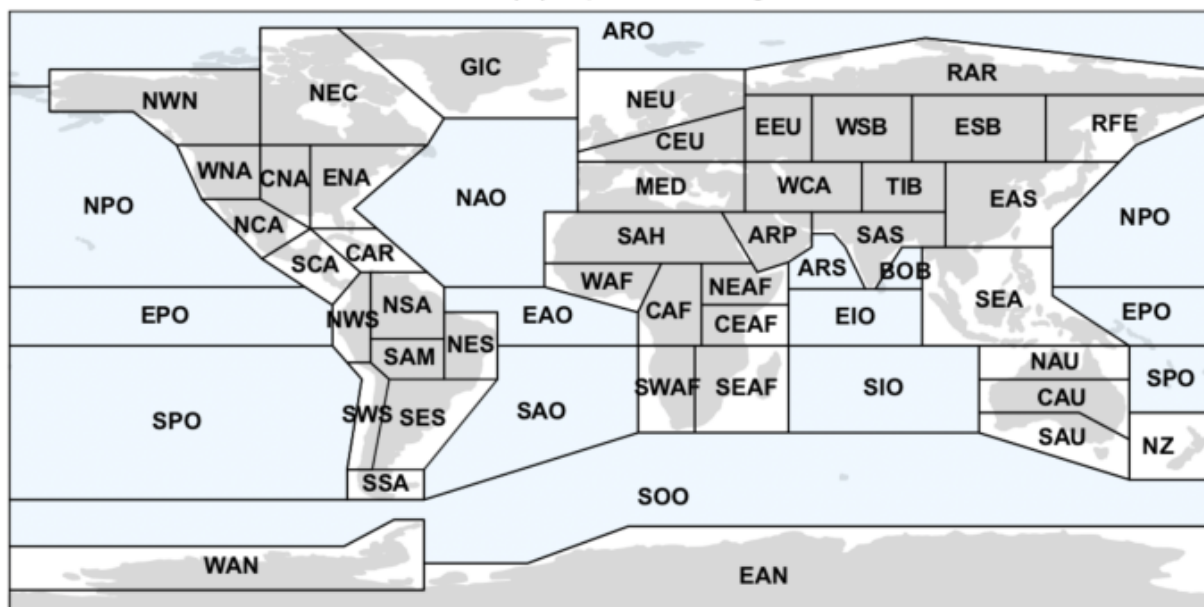 ARO
GIC
RAR
NWN
NEC
NEU
EEU
WSB
ESB
RFE
CEU
WNA
CNA
ENA
MED
WCA
TIB
NPO
NAO
EAS
NPO
NCA
SAH
ARP
SAS
SCA
CAR
ARS
BOB
WAF
NEAF
NSA
SEA
EPO
NWS
EAO
CAF
CEAF
EIO
EPO
NES
SAM
NAU
SWAF
SEAF
SIO
SPO
CAU
SPO
SWS
SES
SAO
SAU
NZ
SSA
SOO
WAN
EAN